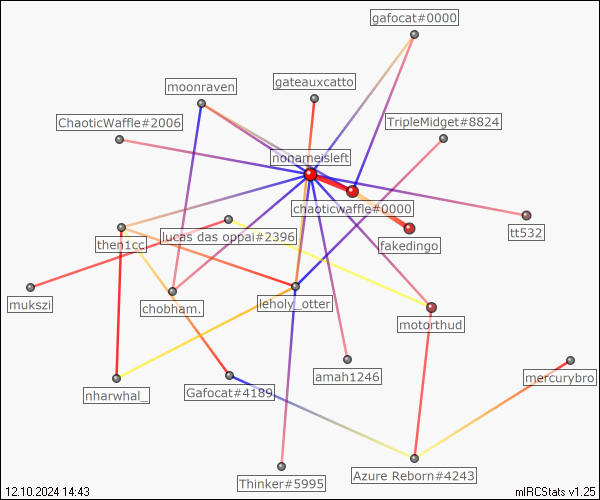 gafocat#0000
moonraven
gateauxcatto
ChaoticWaffle#2006
TripleMidget#8824
nonameisleft
chaoticwaffle#0000
then1cc
lucas das oppai#2396
fakedingo
tt532
mukszi
chobham.
leholy_otter
motorthud
nharwhal_
Gafocat#4189
amah1246
mercurybro
Thinker#5995
Azure Reborn#4243
12.10.2024 14:43
mIRCStats v1.25